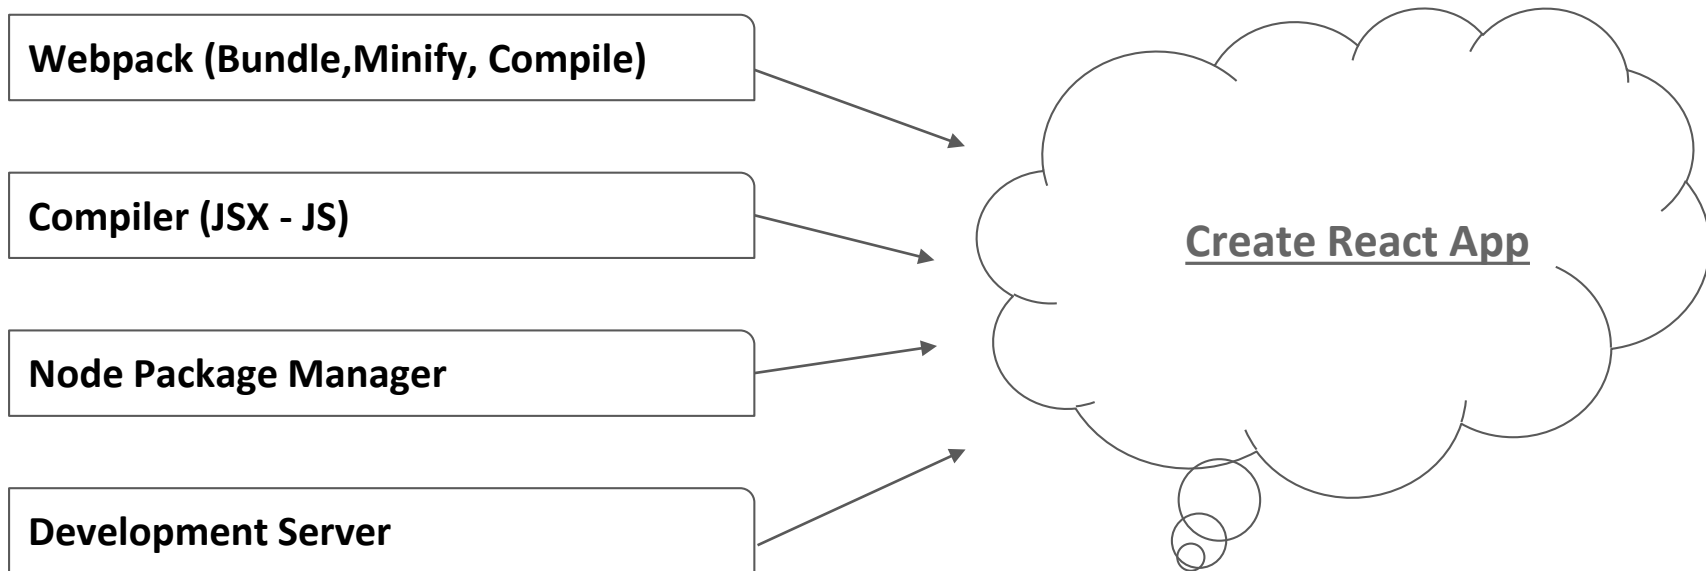 Webpack (Bundle,Minify, Compile)
Compiler (JSX - JS)
Create React App
Node Package Manager
Development Server